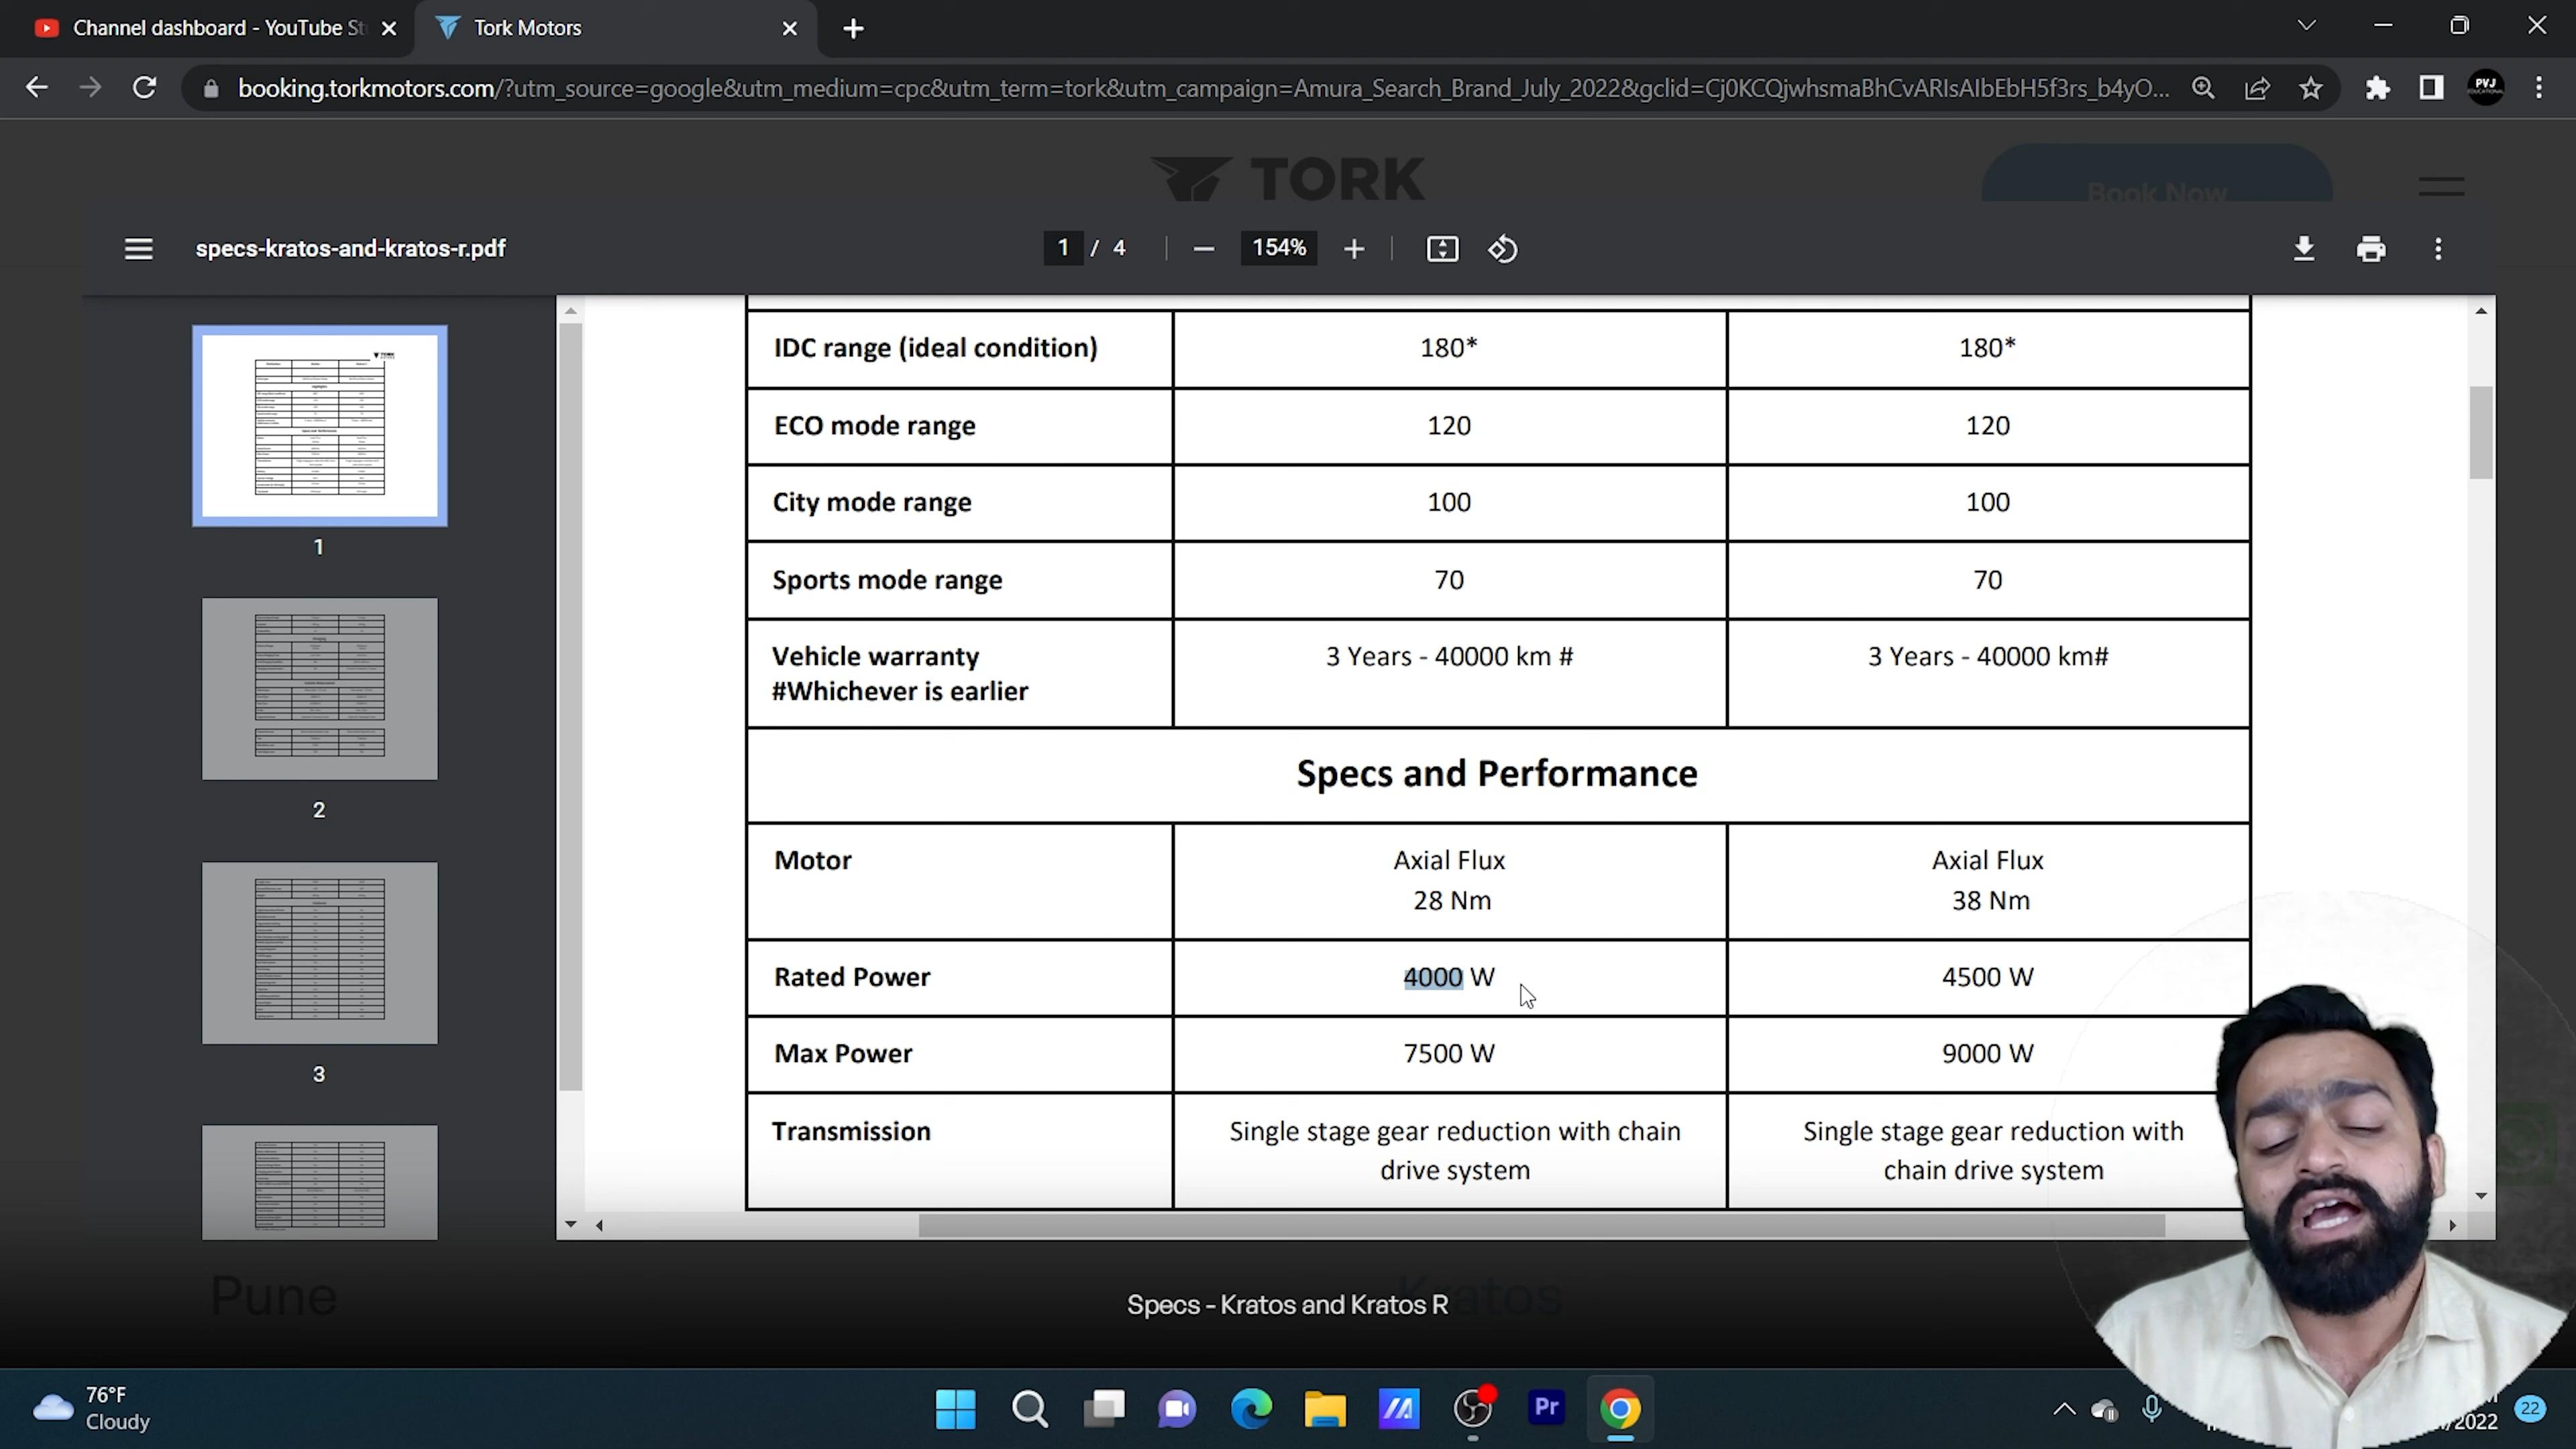 Channel dashboard - YouTube St
Tork Motors
booking.torkmotors.com/?utm_source=google&utm_medium=cpc&utm_term=tork&utm_campaign=Amura_Search_Brand_July_2022&gclid=Cj0KCQjwhsmaBhCvARIsAIbEbH5f3rs_b4yO...
PVJ
TORK
Book Now
specs-kratos-and-kratos-r.pdf
1 / 4
154%
IDC range (ideal condition) 180* 180*
ECO mode range 120 120
City mode range 100 100
Sports mode range 70 70
Vehicle warranty 3 Years - 40000 km # 3 Years - 40000 km#
#Whichever is earlier
Specs and Performance
Motor Axial Flux Axial Flux
28 Nm 38 Nm
Rated Power 4000 W 4500 W
Max Power 7500 W 9000 W
Transmission Single stage gear reduction with chain Single stage gear reduction with
drive system chain drive system
1
2
3
Pune
Kratos
Specs - Kratos and Kratos R
76°F
Cloudy
Pr
/2022
22